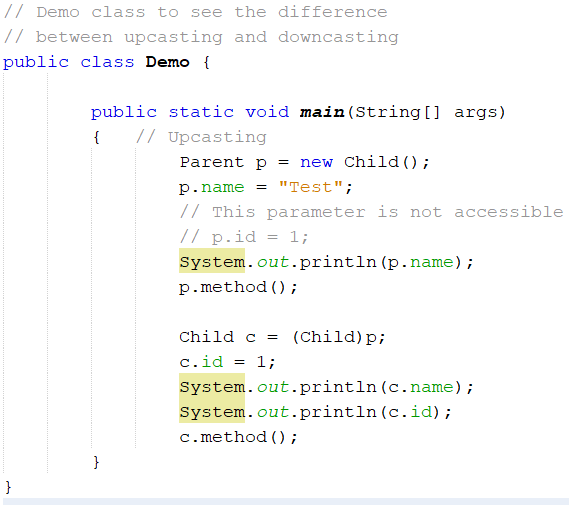 // Demo class to see the difference
// between upcasting and downcasting
public class Demo {
public static void main(String[] args)
{ // Upcasting
Parent p = new Child();
p.name = "Test";
// This parameter is not accessible
// p.id = 1;
System.out.println(p.name);
p.method();
Child c = (Child)p;
c.id = 1;
System.out.println(c.name);
System.out.println(c.id);
c.method();
}
}